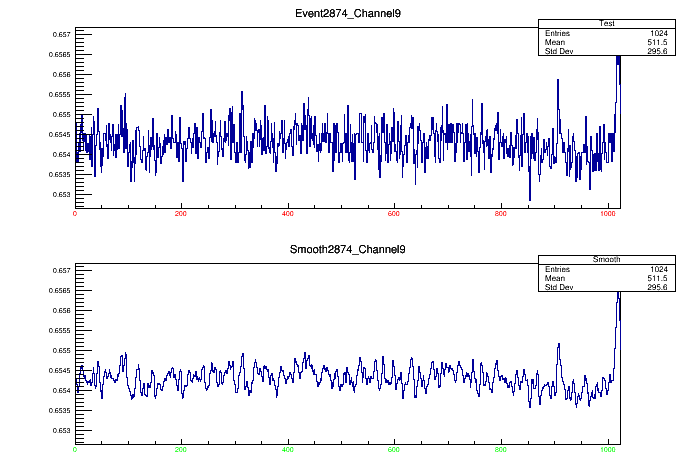 Event2874_Channel9
Test
Entries 1024
Mean 511.5
Std Dev 295.6
0.657
0.6565
0.656
0.6555
0.655
0.6545
0.654
0.6535
0.653
0 200 400 600 800 1000
Smooth2874_Channel9
Smooth
Entries 1024
Mean 511.5
Std Dev 295.6
0.657
0.6565
0.656
0.6555
0.655
0.6545
0.654
0.6535
0.653
0 200 400 600 800 1000